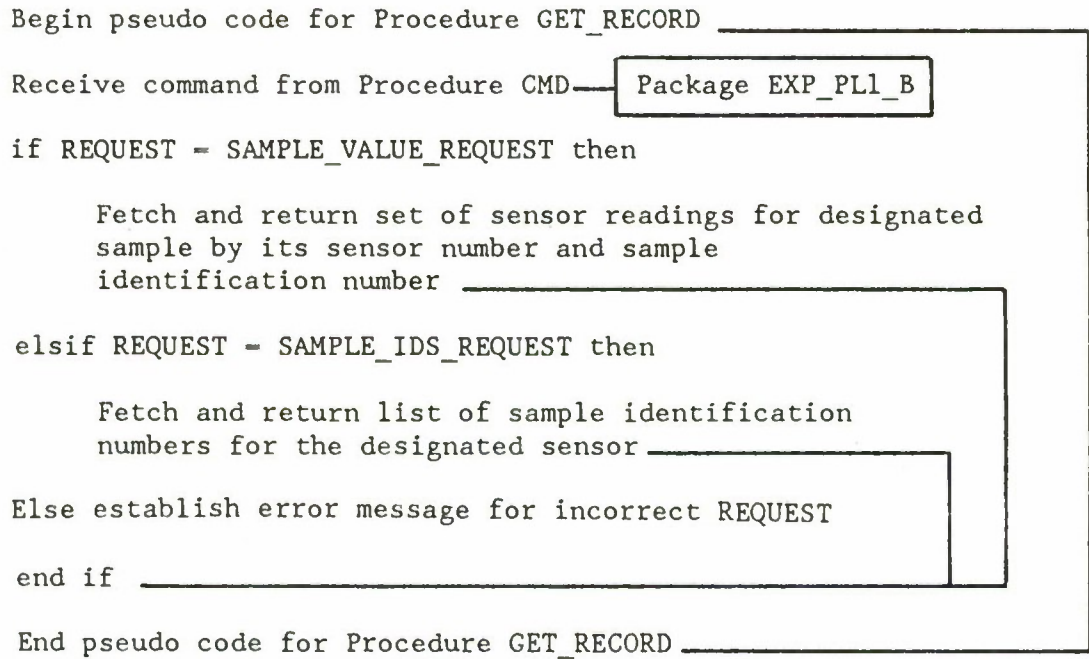 Begin pseudo code for Procedure GET_RECORD
Receive command from Procedure CMD Package EXP_PL1_B
if REQUEST = SAMPLE_VALUE_REQUEST then
Fetch and return set of sensor readings for designated
sample by its sensor number and sample
identification number
elsif REQUEST = SAMPLE_IDS_REQUEST then
Fetch and return list of sample identification
numbers for the designated sensor
Else establish error message for incorrect REQUEST
end if
End pseudo code for Procedure GET_RECORD